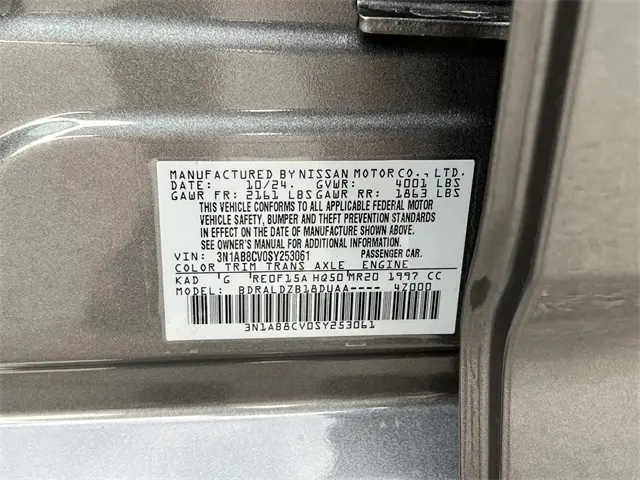 MANUFACTURED BY NISSAN MOTOR CO., LTD.
DATE: 10/24. GVWR: 4001 LBS
GAWR FR: 2161 LBS GAWR RR: 1863 LBS
THIS VEHICLE CONFORMS TO ALL APPLICABLE FEDERAL MOTOR
VEHICLE SAFETY, BUMPER AND THEFT PREVENTION STANDARDS
IN EFFECT ON THE DATE OF MANUFACTURE SHOWN ABOVE.
SEE OWNER'S MANUAL FOR ADDITIONAL INFORMATION.
VIN: 3N1AB8CV0SY253061 PASSENGER CAR.
COLOR TRIM TRANS AXLE ENGINE
KAD G RE0F15A HQ50 MR20 1997 CC
MODEL: BDRALDZB18DUAA---- 47000
3N1AB8CV0SY253061